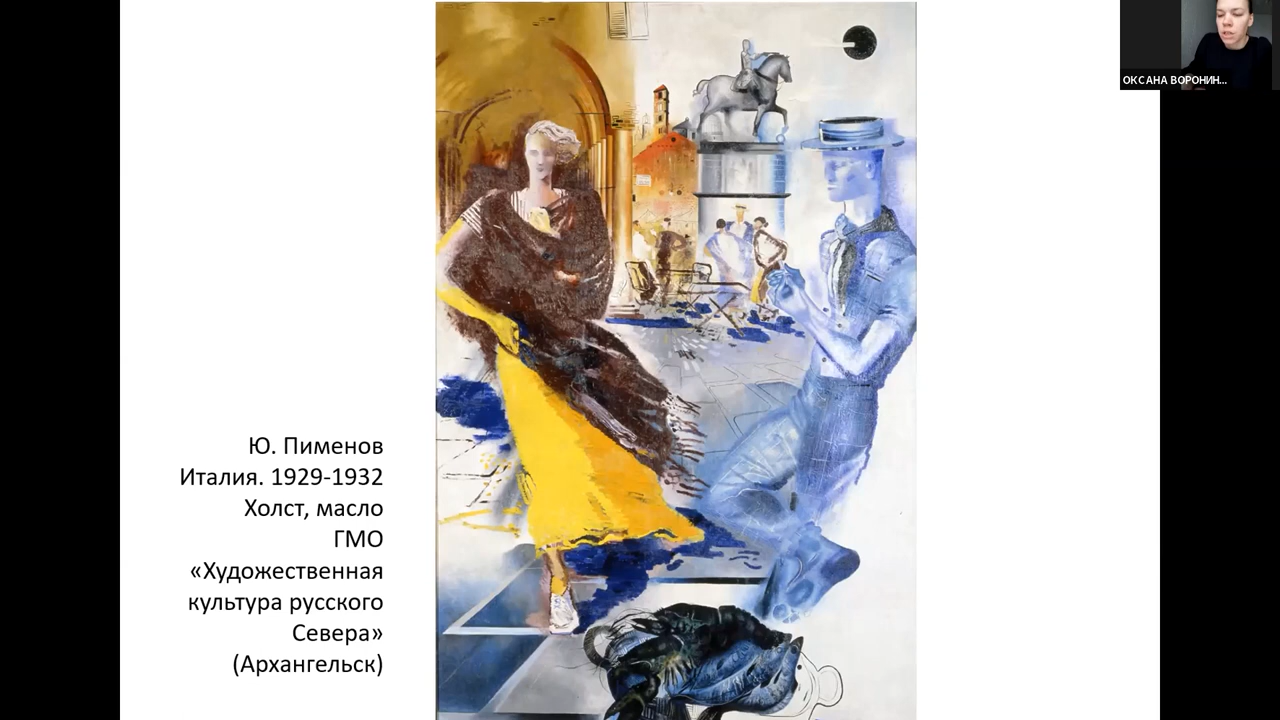 ОКСАНА ВОРОНИН...
Ю. Пименов
Италия. 1929-1932
Холст, масло
ГМО
«Художественная
культура русского
Севера»
(Архангельск)